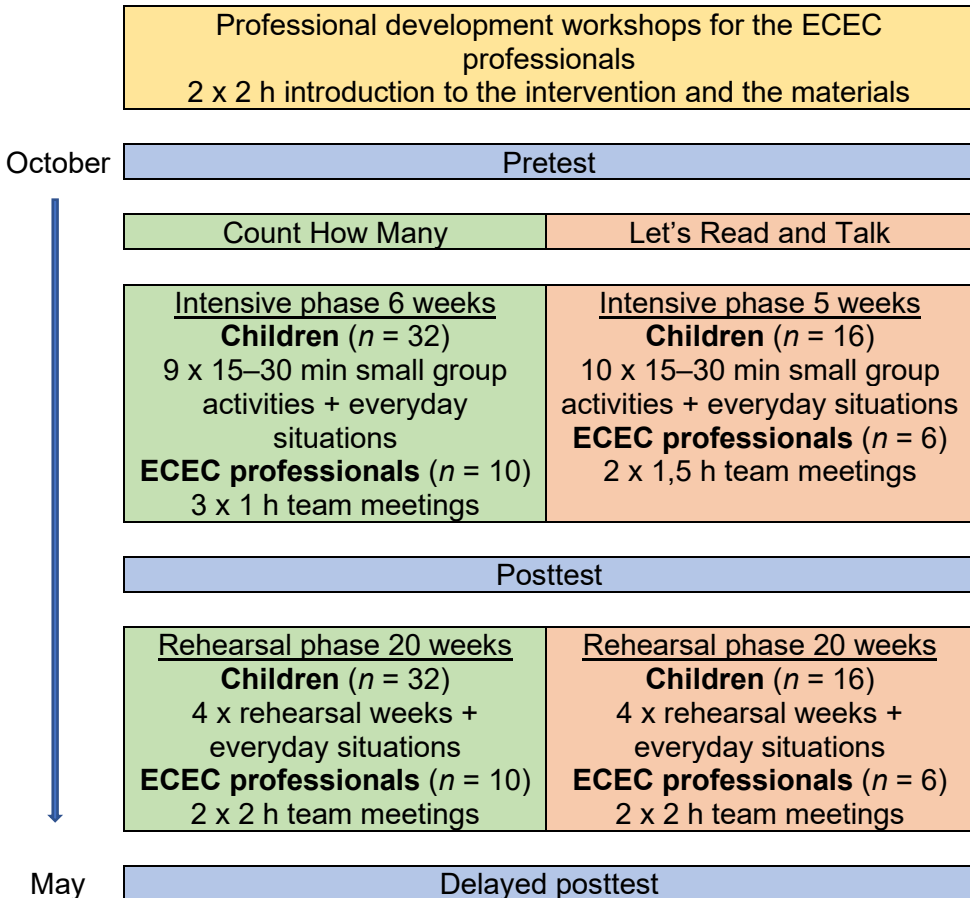 Professional development workshops for the ECEC
professionals
2 x 2 h introduction to the intervention and the materials
October
Pretest
Count How Many
Let’s Read and Talk
Intensive phase 6 weeks
Children (n = 32)
9 x 15–30 min small group
activities + everyday
situations
ECEC professionals (n = 10)
3 x 1 h team meetings
Intensive phase 5 weeks
Children (n = 16)
10 x 15–30 min small group
activities + everyday situations
ECEC professionals (n = 6)
2 x 1,5 h team meetings
Posttest
Rehearsal phase 20 weeks
Children (n = 32)
4 x rehearsal weeks +
everyday situations
ECEC professionals (n = 10)
2 x 2 h team meetings
Rehearsal phase 20 weeks
Children (n = 16)
4 x rehearsal weeks +
everyday situations
ECEC professionals (n = 6)
2 x 2 h team meetings
May
Delayed posttest